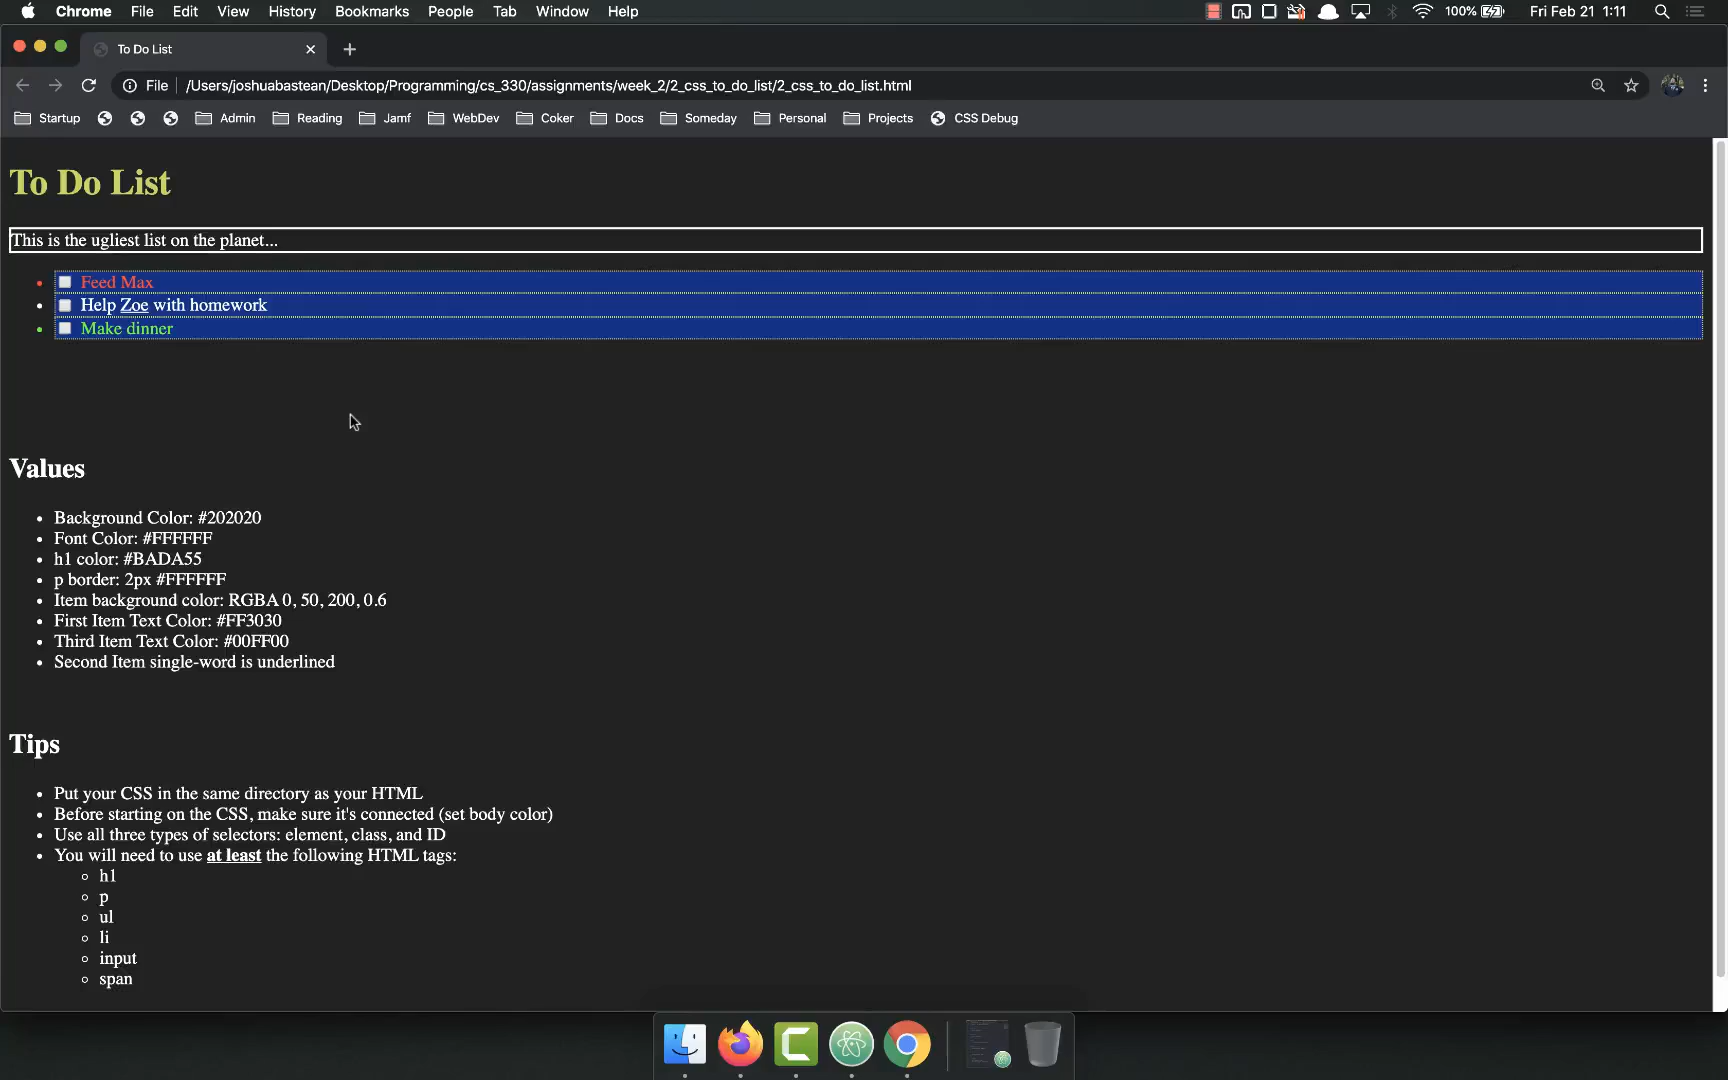 Chrome File Edit View History Bookmarks People Tab Window Help 100% Fri Feb 21 1:11
To Do List
File /Users/joshuabastean/Desktop/Programming/cs_330/assignments/week_2/2_css_to_do_list/2_css_to_do_list.html
Startup Admin Reading Jamf WebDev Coker Docs Someday Personal Projects CSS Debug
To Do List
This is the ugliest list on the planet...
Feed Max
Help Zoe with homework
Make dinner
Values
Background Color: #202020
Font Color: #FFFFFF
h1 color: #BADA55
p border: 2px #FFFFFF
Item background color: RGBA 0, 50, 200, 0.6
First Item Text Color: #FF3030
Third Item Text Color: #00FF00
Second Item single-word is underlined
Tips
Put your CSS in the same directory as your HTML
Before starting on the CSS, make sure it's connected (set body color)
Use all three types of selectors: element, class, and ID
You will need to use at least the following HTML tags:
h1
p
ul
li
input
span